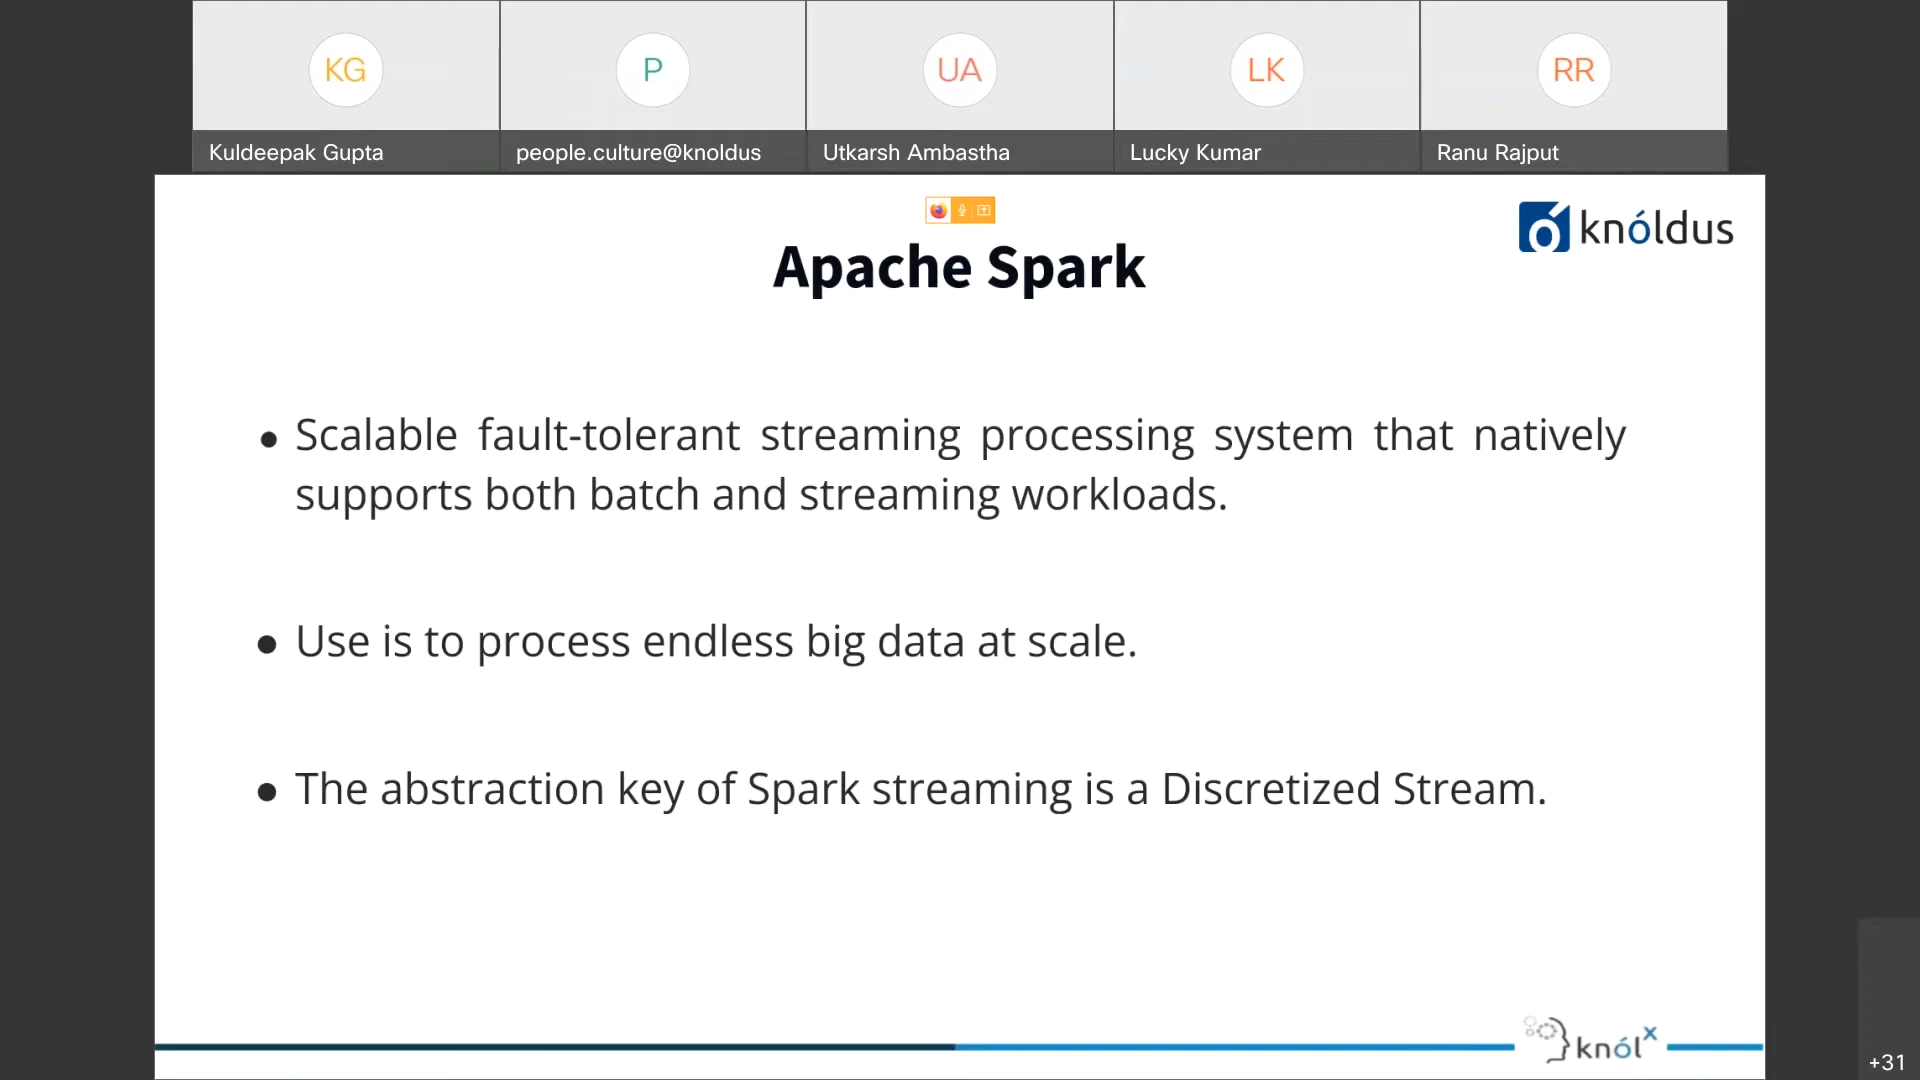 KG
P
UA
LK
RR
Kuldeepak Gupta
people.culture@knoldus
Utkarsh Ambastha
Lucky Kumar
Ranu Rajput
knóldus
Apache Spark
● Scalable fault-tolerant streaming processing system that natively
supports both batch and streaming workloads.
● Use is to process endless big data at scale.
● The abstraction key of Spark streaming is a Discretized Stream.
knólx
+31